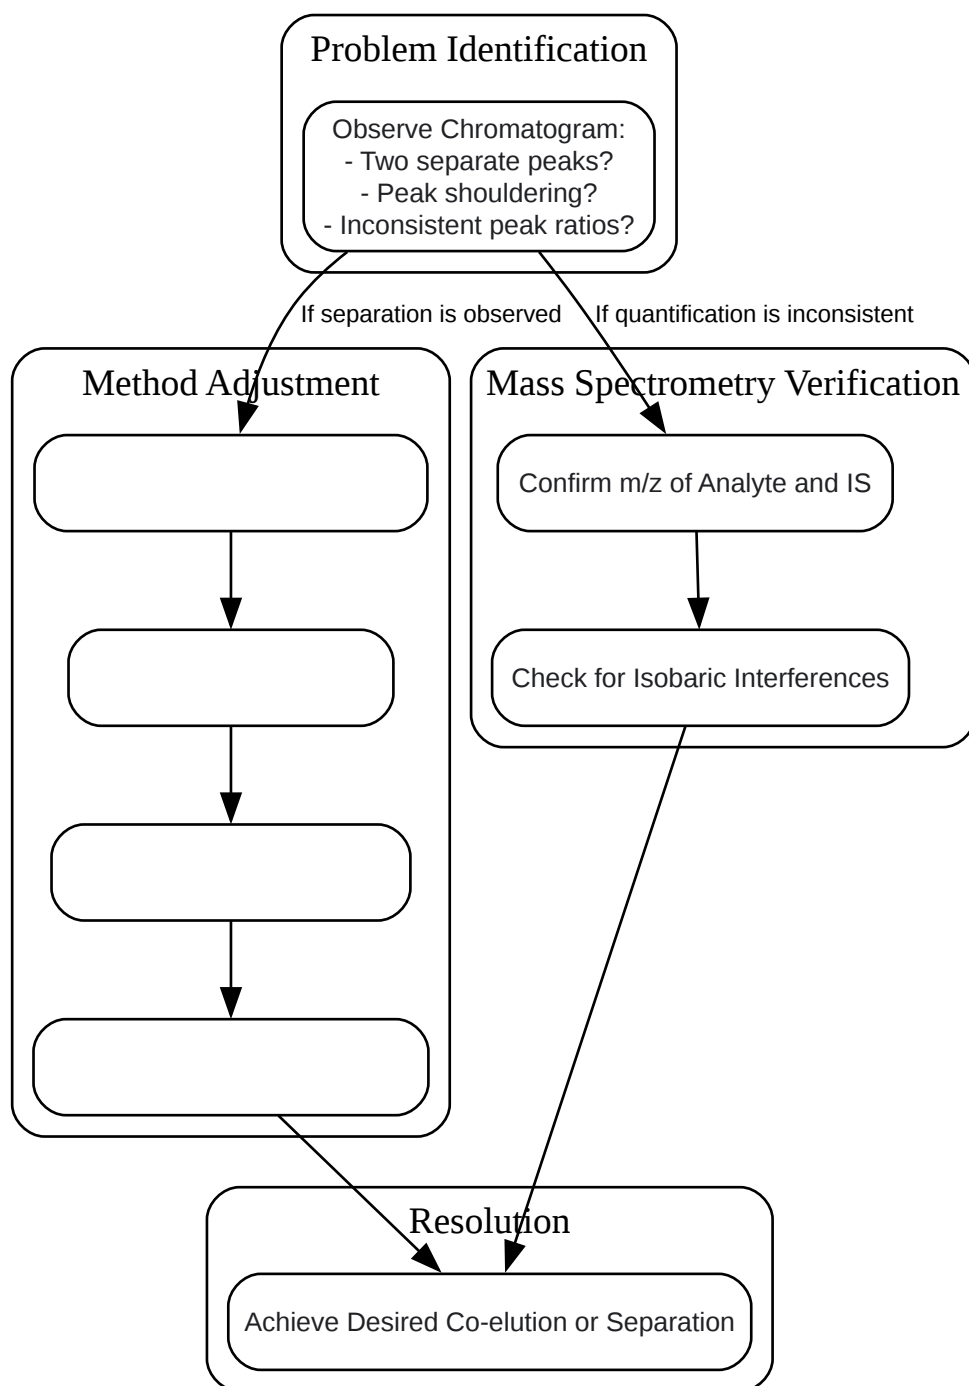 Problem Identification
Observe Chromatogram:
- Two separate peaks?
- Peak shouldering?
- Inconsistent peak ratios?
If separation is observed
If quantification is inconsistent
Method Adjustment
Mass Spectrometry Verification
Confirm m/z of Analyte and IS
Check for Isobaric Interferences
Resolution
Achieve Desired Co-elution or Separation